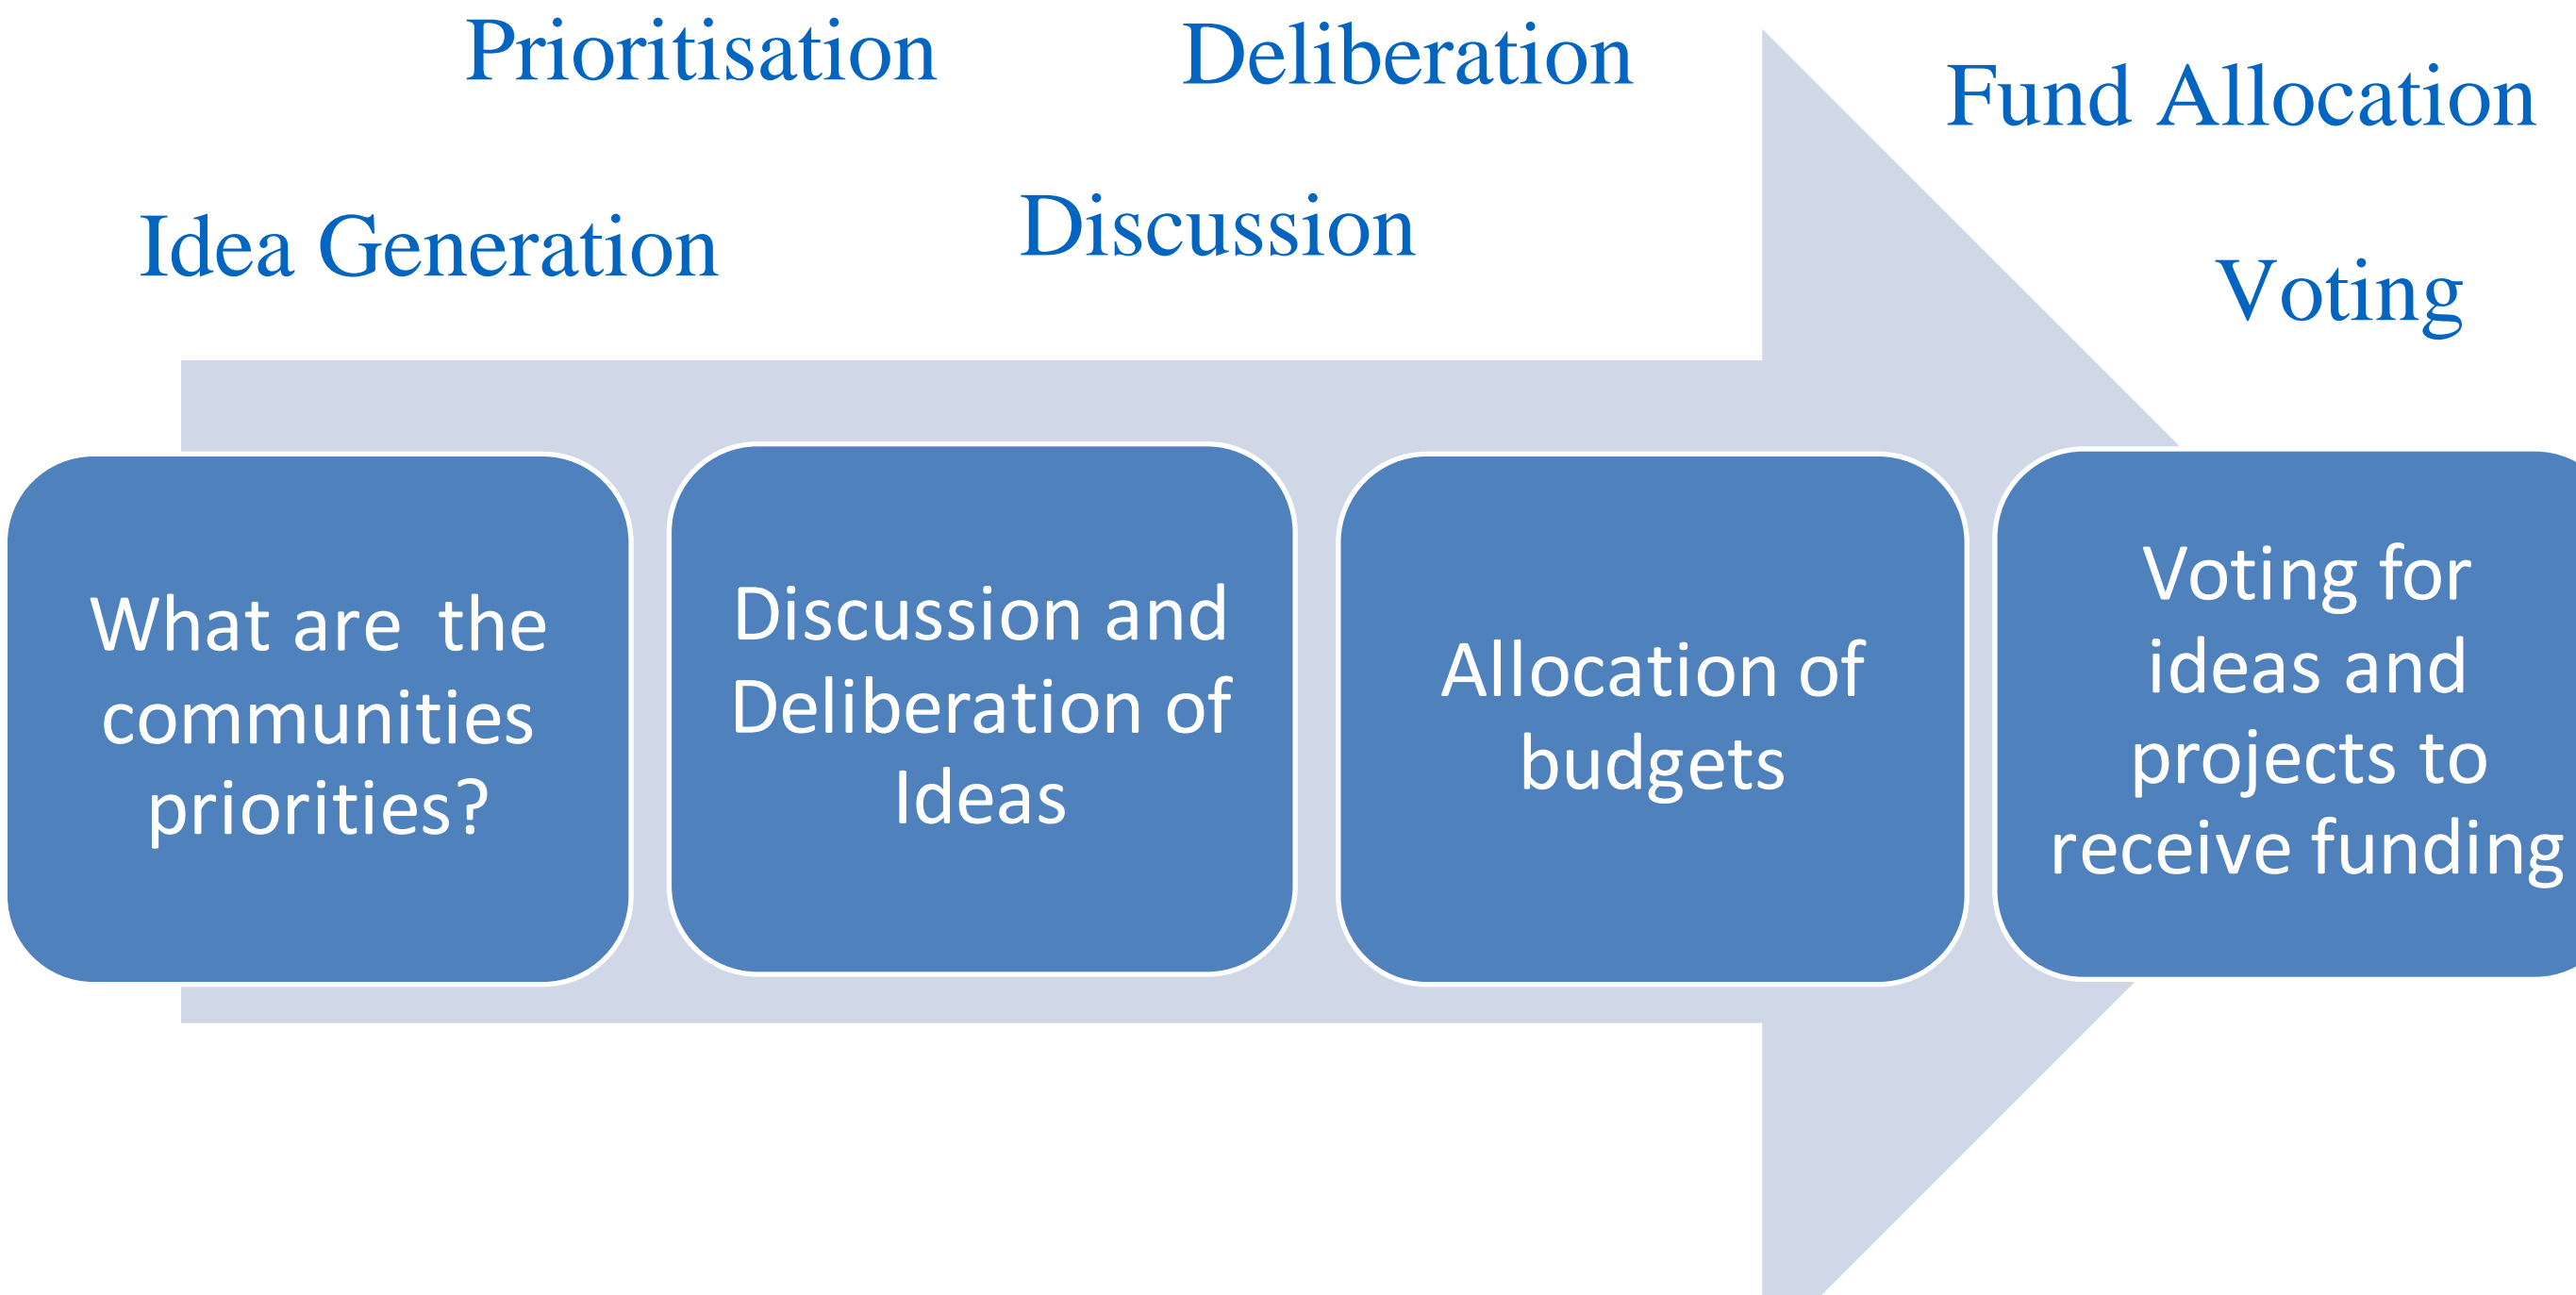 Prioritisation
Deliberation
Fund Allocation
Idea Generation
Discussion
Voting
What are the
communities
priorities?
Discussion and
Deliberation of
Ideas
Allocation of
budgets
Voting for
ideas and
projects to
receive funding